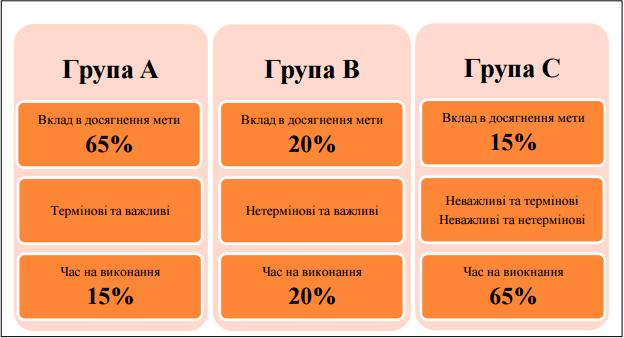 Група А
Вклад в досягнення мети
65%
Термінові та важливі
Час на виконання
15%
Група В
Вклад в досягнення мети
20%
Нетермінові та важливі
Час на виконання
20%
Група С
Вклад в досягнення мети
15%
Неважливі та термінові
Неважливі та нетермінові
Час на виокнання
65%